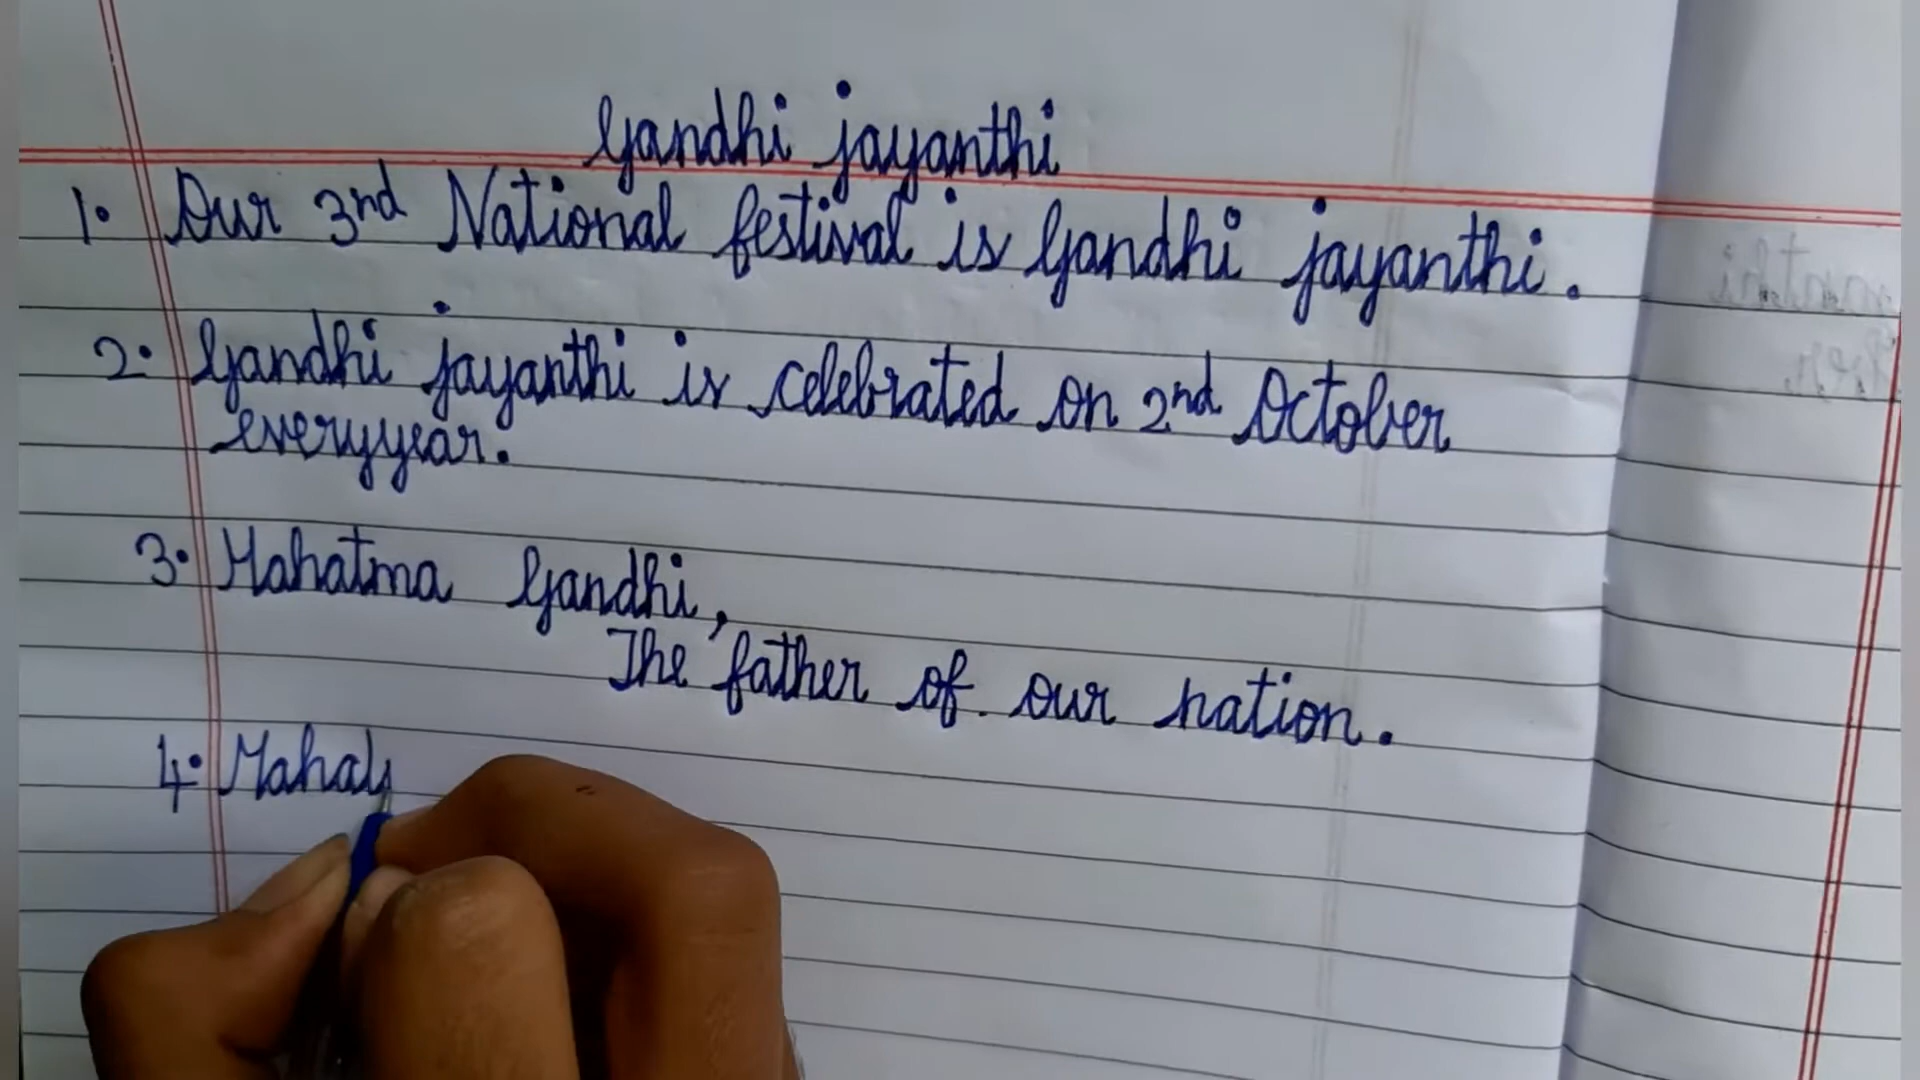 Gandhi jayanthi
1. Our 3rd National festival is Gandhi jayanthi.
2. Gandhi jayanthi is celebrated on 2nd October
everyyear.
3. Mahatma Gandhi,
The father of our nation.
4.